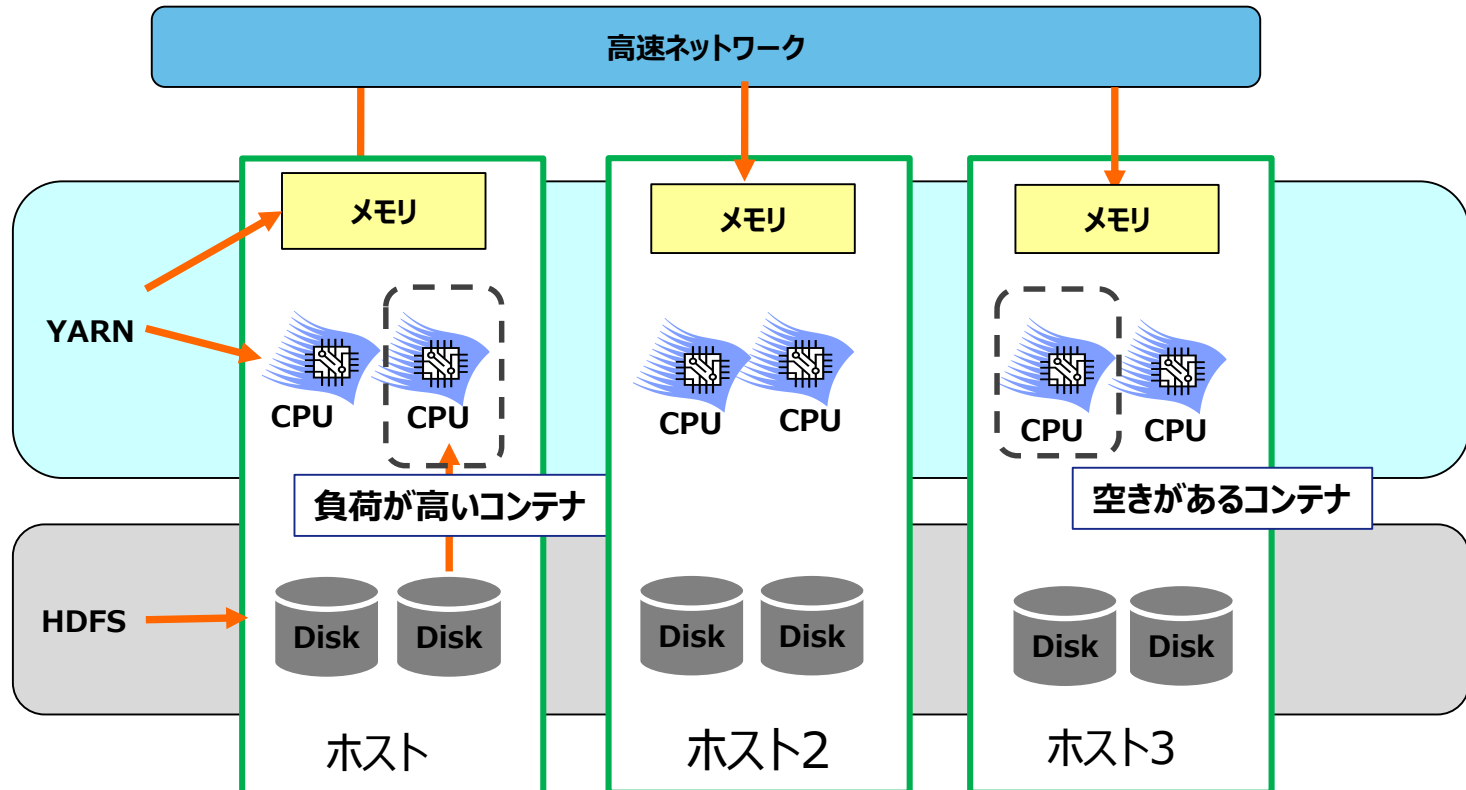 高速ネットワーク
メモリ
メモリ
メモリ
YARN
CPU
CPU
CPU
CPU
CPU
CPU
負荷が高いコンテナ
空きがあるコンテナ
HDFS
Disk
Disk
Disk
Disk
Disk
Disk
ホスト
ホスト2
ホスト3